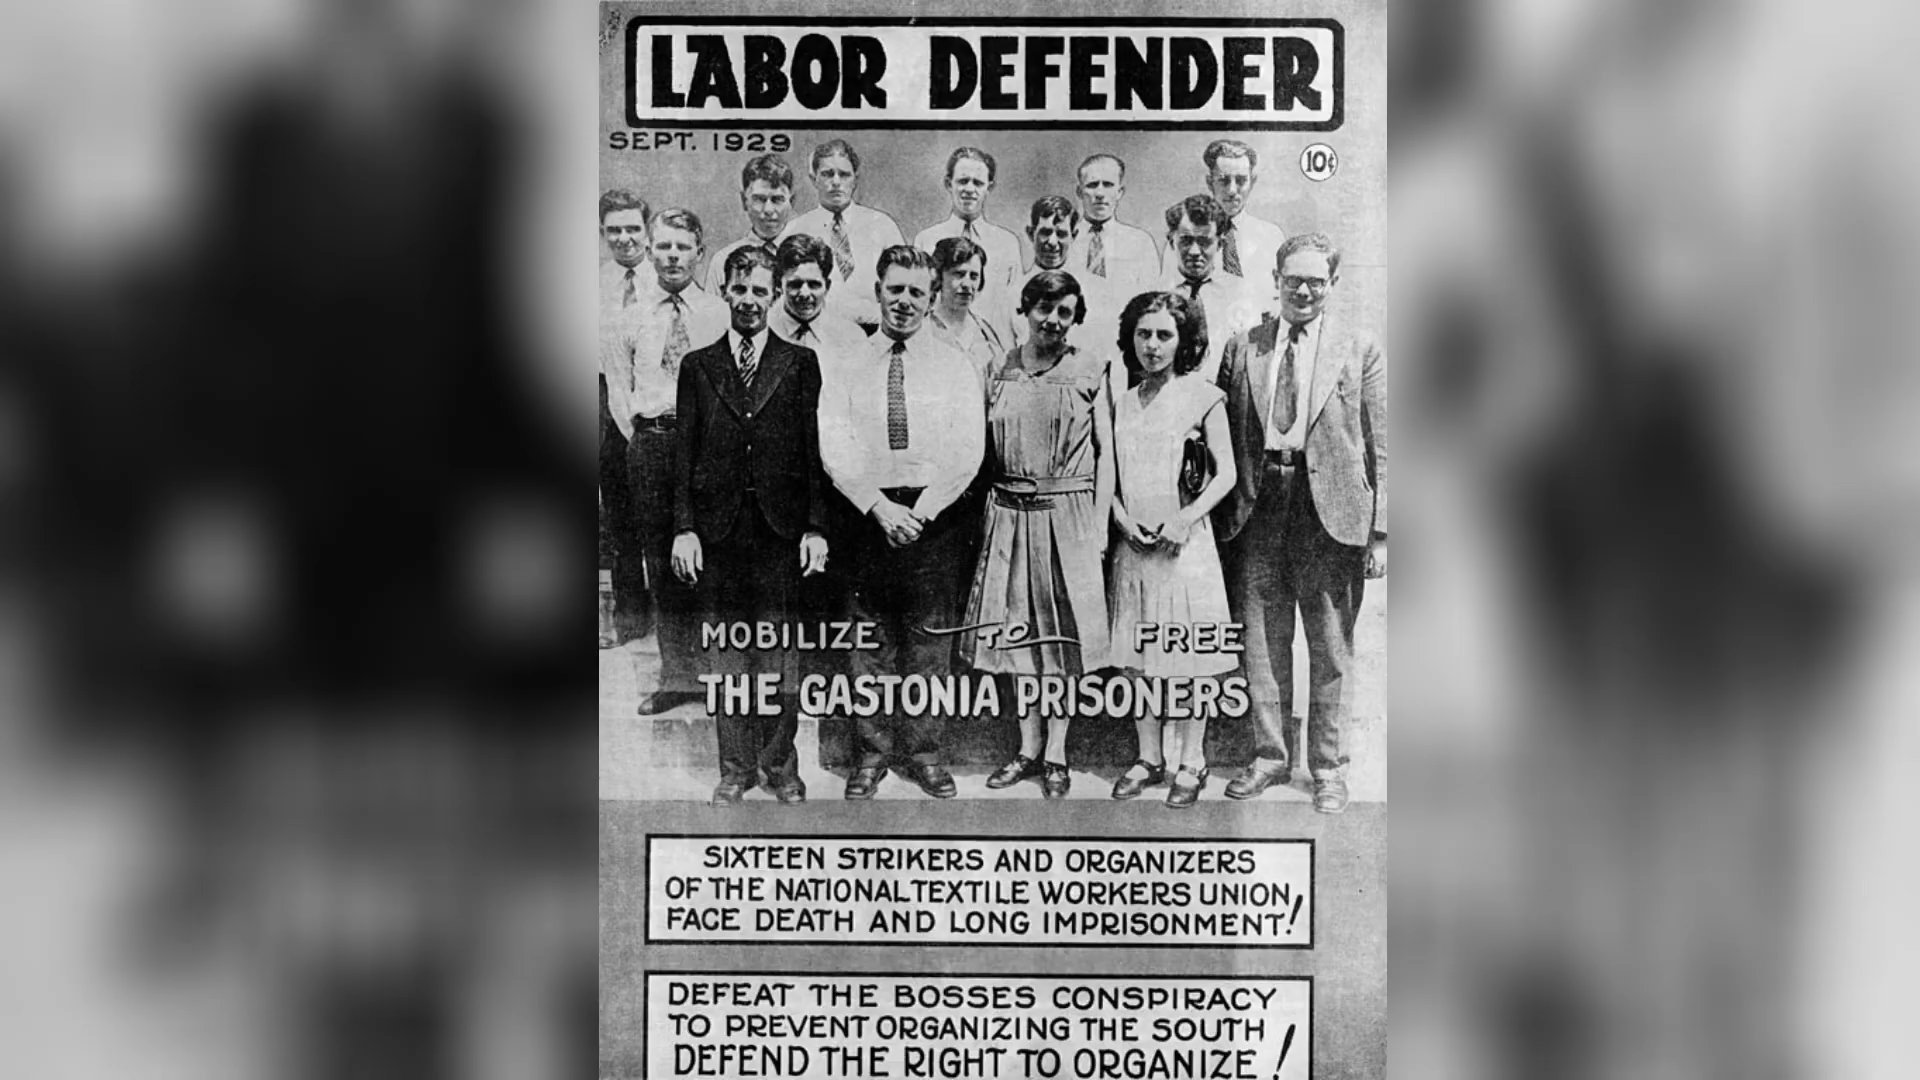 LABOR DEFENDER
SEPT. 1929
10¢
MOBILIZE TO FREE
THE GASTONIA PRISONERS
SIXTEEN STRIKERS AND ORGANIZERS
OF THE NATIONAL TEXTILE WORKERS UNION,
FACE DEATH AND LONG IMPRISONMENT!
DEFEAT THE BOSSES CONSPIRACY
TO PREVENT ORGANIZING THE SOUTH
DEFEND THE RIGHT TO ORGANIZE!